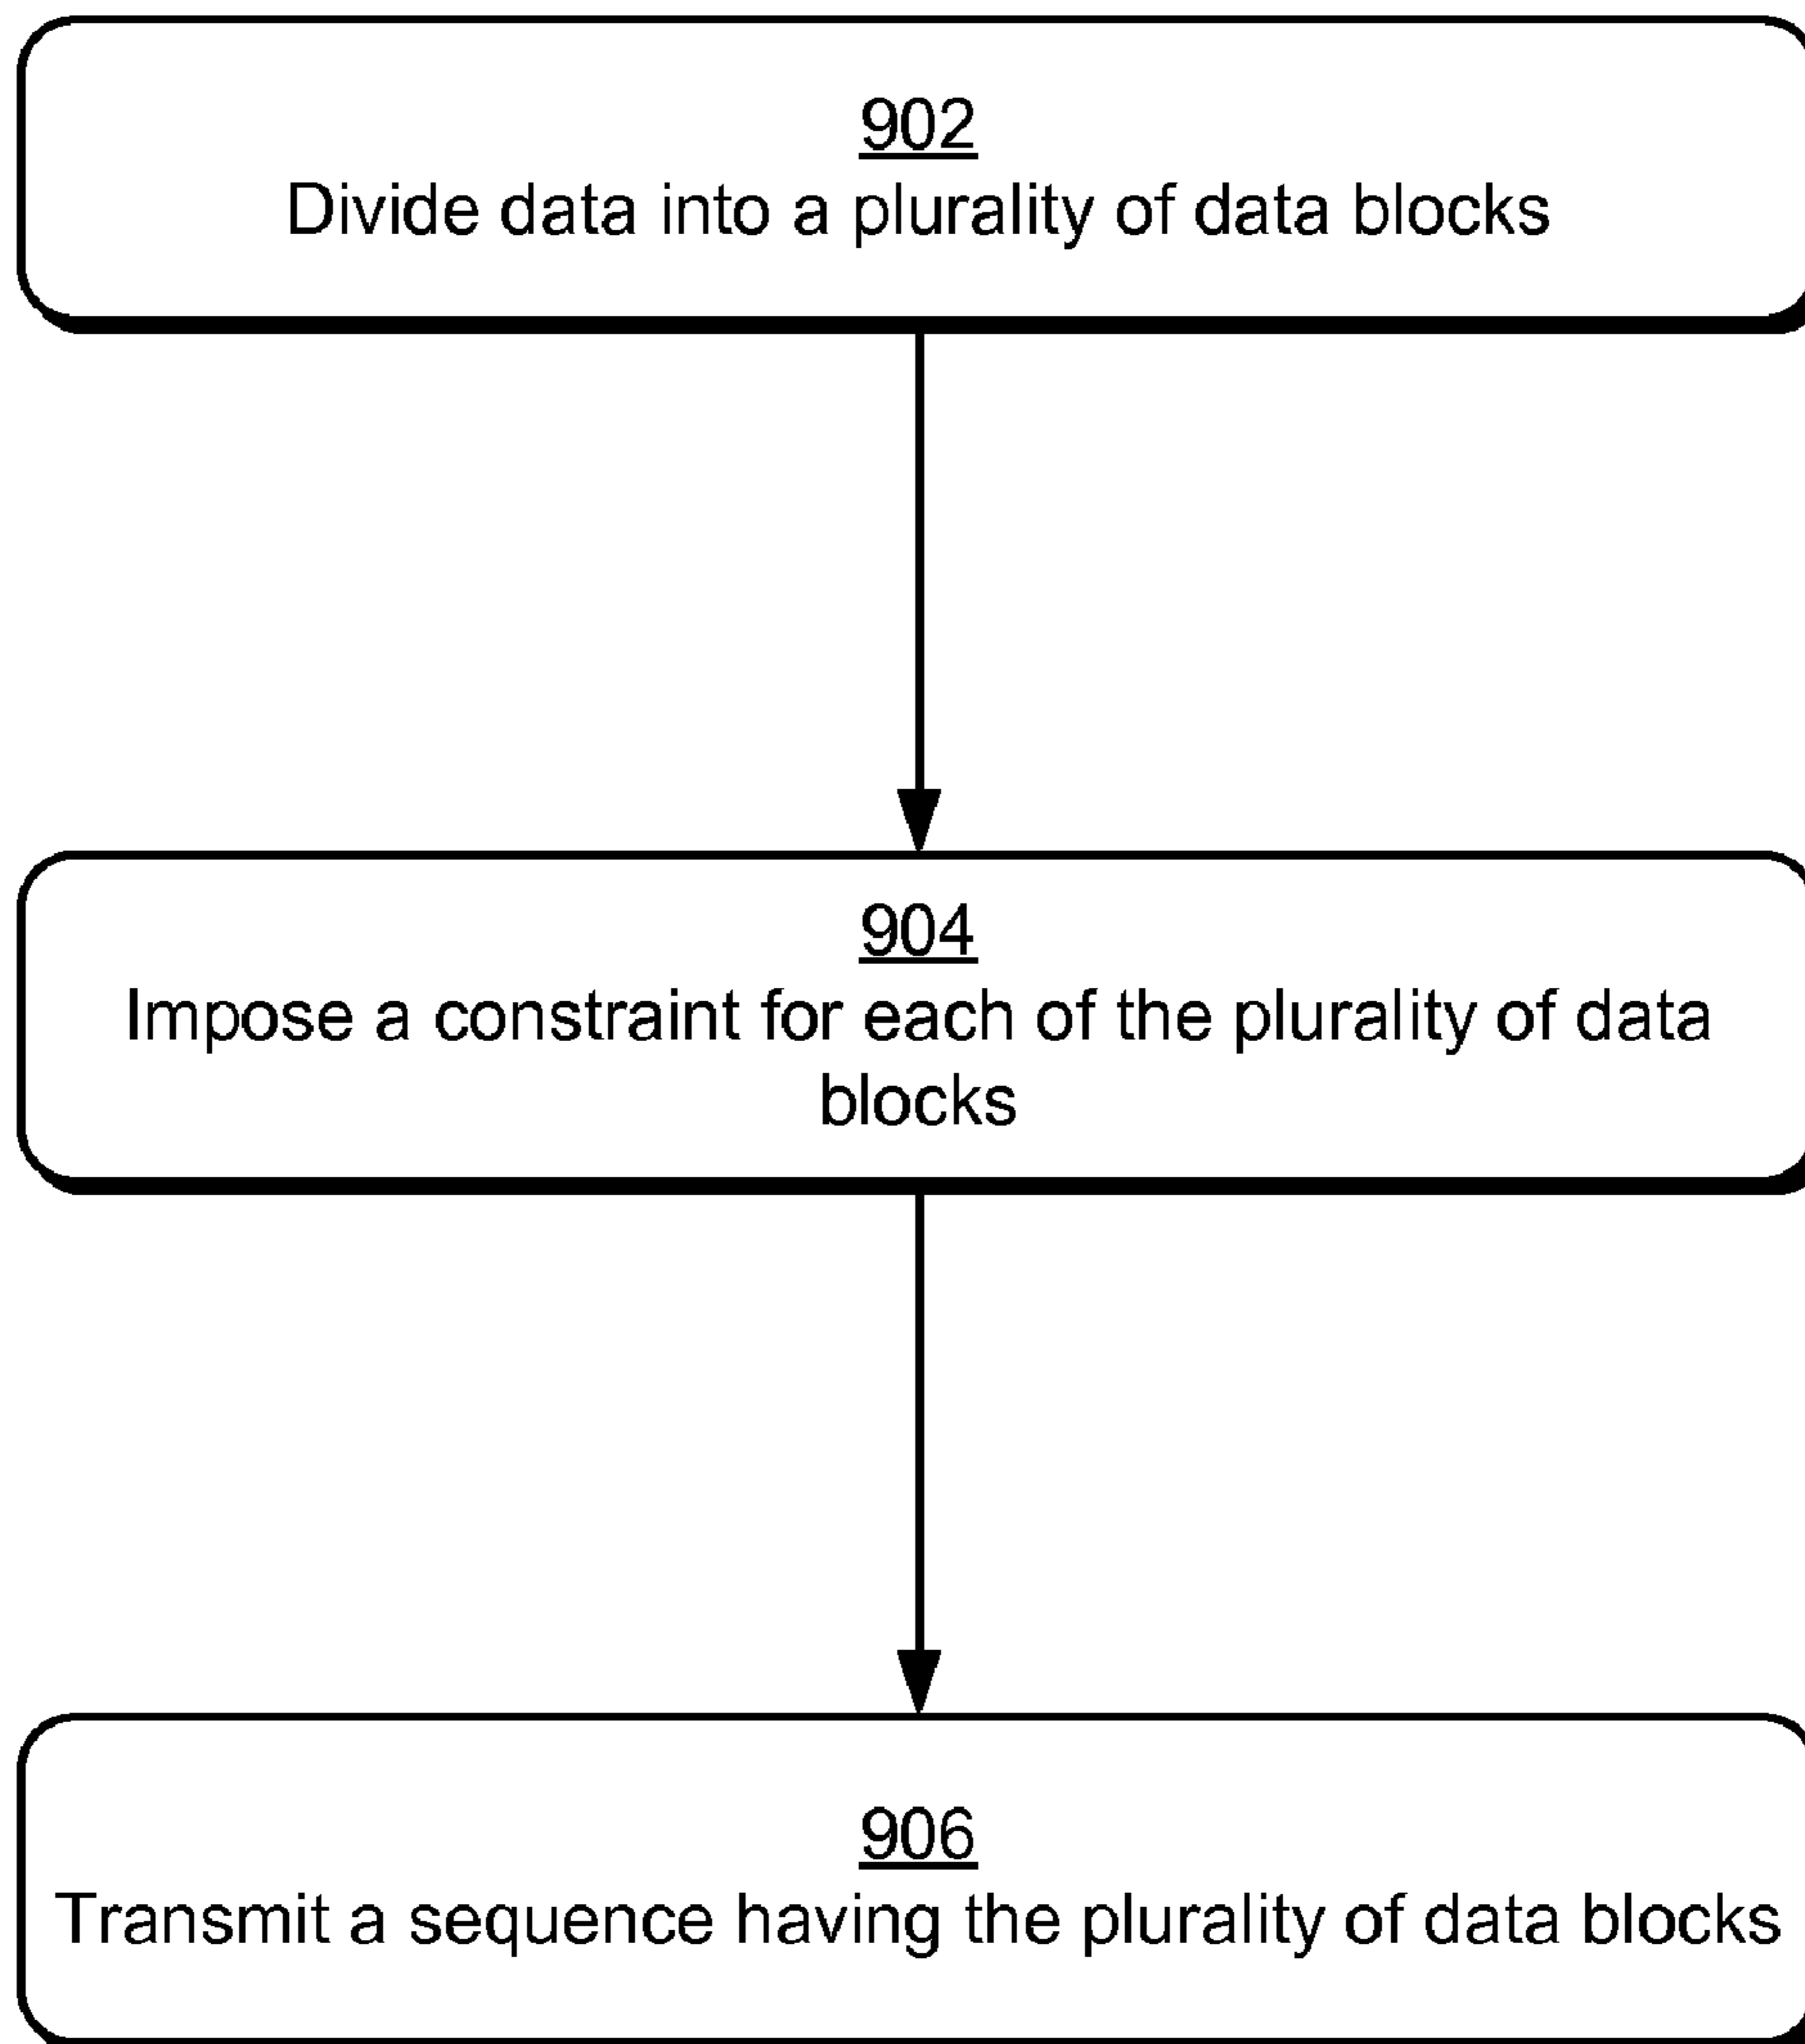 902
Divide data into a plurality of data blocks
904
Impose a constraint for each of the plurality of data
blocks
906
Transmit a sequence having the plurality of data blocks